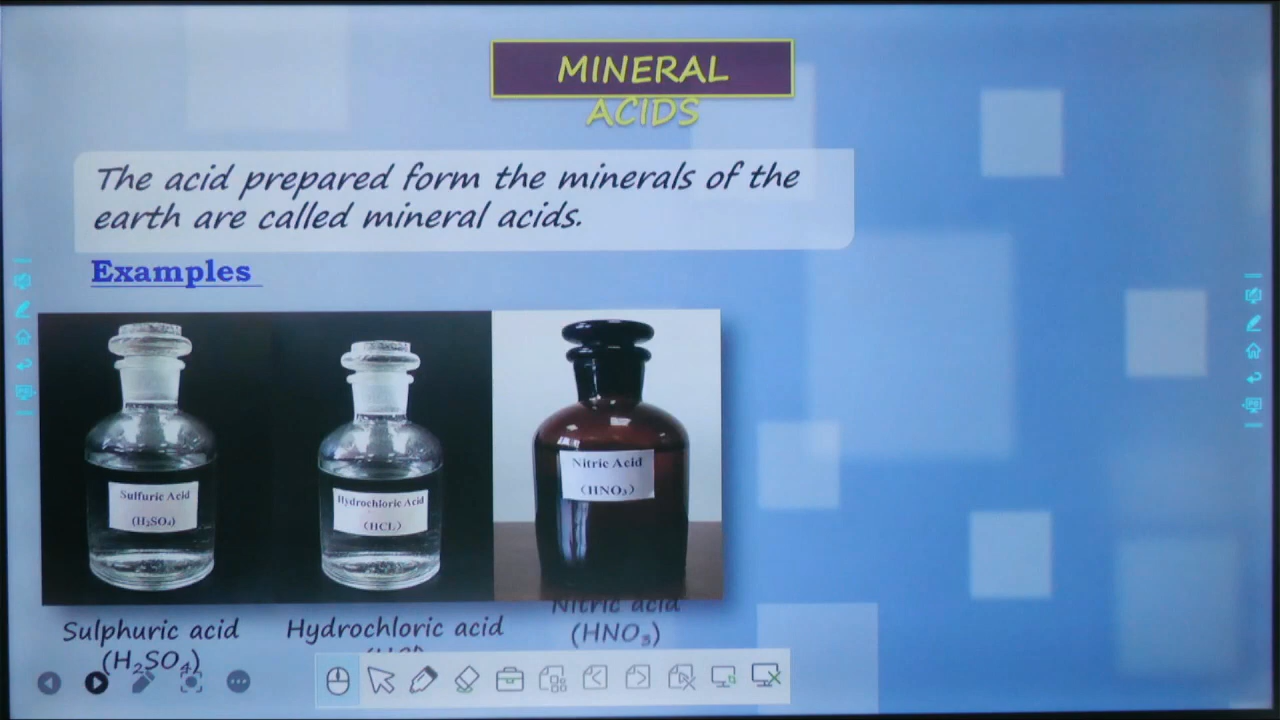 MINERAL
ACIDS
The acid prepared form the minerals of the
earth are called mineral acids.
Examples
Sulfuric Acid
(H₂SO₄)
Hydrochloric Acid
(HCL)
Nitric Acid
(HNO₃)
Sulphuric acid
(H₂SO₄)
Hydrochloric acid
Nitric acid
(HNO₃)